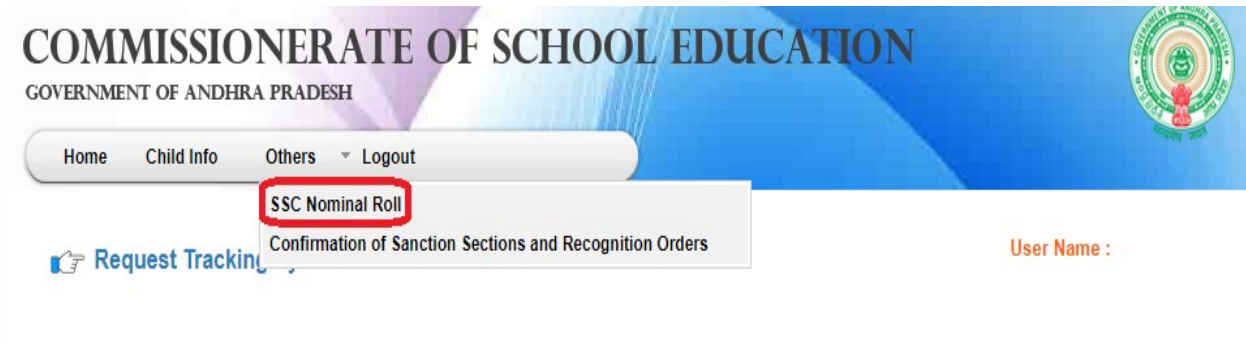 COMMISSIONERATE OF SCHOOL EDUCATION
GOVERNMENT OF ANDHRA PRADESH
Home Child Info Others Logout
SSC Nominal Roll
Confirmation of Sanction Sections and Recognition Orders
Request Tracking
User Name :